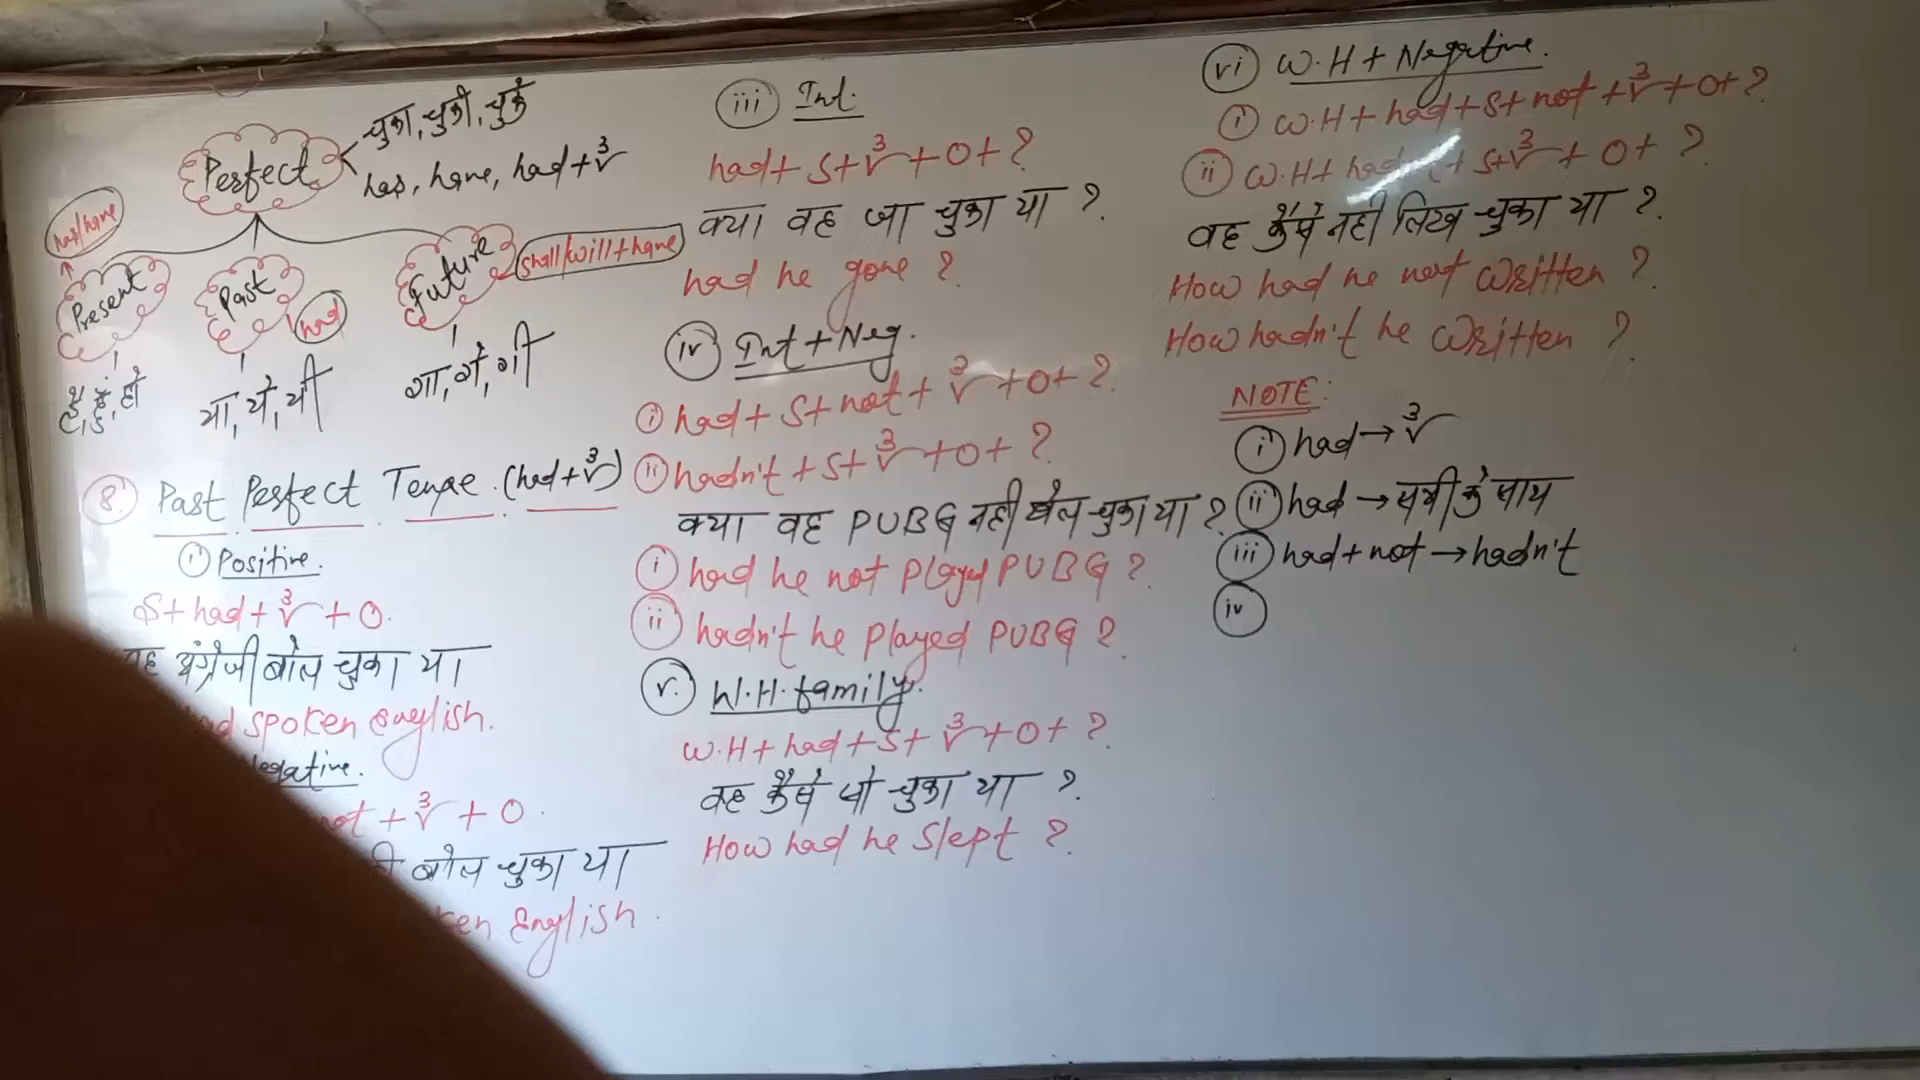 Perfect
चुका, चुकी, चुके
has, have, had + V³
has/have
Present
Past
had
Future
shall/will + have
है, हैं, हो
था, थे, थी
गा, गे, गी
8. Past Perfect Tense. (had + V³)
(i) Positive.
S + had + V³ + O.
वह अंग्रेजी बोल चुका था
spoken English.
+ V³ + O.
बोल चुका था
English.
(iii) Int.
had + S + V³ + O + ?
क्या वह जा चुका था ?
had he gone ?
(iv) Int + Neg.
(i) had + S + not + V³ + O + ?
(ii) hadn't + S + V³ + O + ?
क्या वह PUBG नही खेल चुका था ?
(i) had he not Played PUBG ?
(ii) hadn't he Played PUBG ?
(v.) W.H. family.
W.H + had + S + V³ + O + ?
वह कैसे सो चुका था ?
How had he Slept ?
(vi) W.H + Negative.
(i) W.H + had + S + not + V³ + O + ?
(ii) W.H + + S + V³ + O + ?
वह कैसे नही लिख चुका था ?
How had he not Written ?
How hadn't he Written ?
NOTE:
(i) had → V³
(ii) had → सभी के साथ
(iii) had + not → hadn't
(iv)